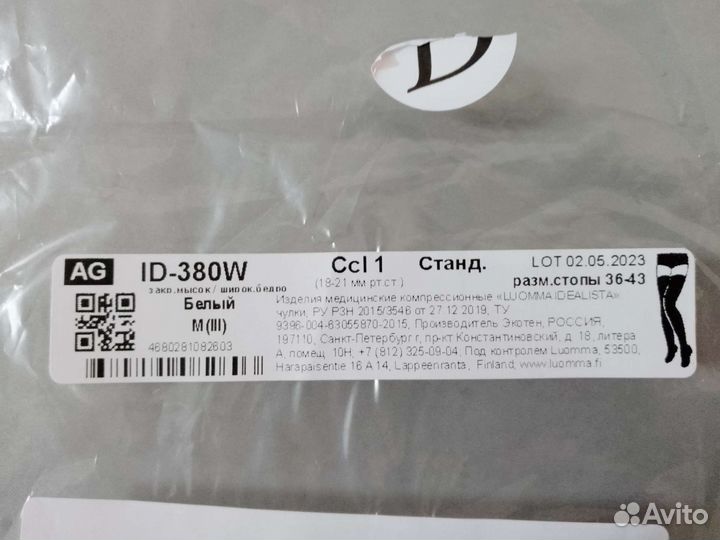 D
AG ID-380W Ccl 1 Станд. LOT 02.05.2023
закр.мысок / широк.бедро (18-21 мм.рт.ст.) разм.стопы 36-43
Белый
M (III)
4680281082603
Изделия медицинские компрессионные «LUOMMA IDEALISTA»
чулки, РУ РЗН 2015/3546 от 27.12.2019, ТУ
9396-004-63055870-2015, Производитель Экотен, РОССИЯ,
197110, Санкт-Петербург г, пр-кт Константиновский, д. 18, литера
А, помещ. 10Н; +7 (812) 325-09-04, Под контролем Luomma, 53500,
Harapaisentie 16 A 14, Lappeenranta, Finland, www.luomma.fi
Avito